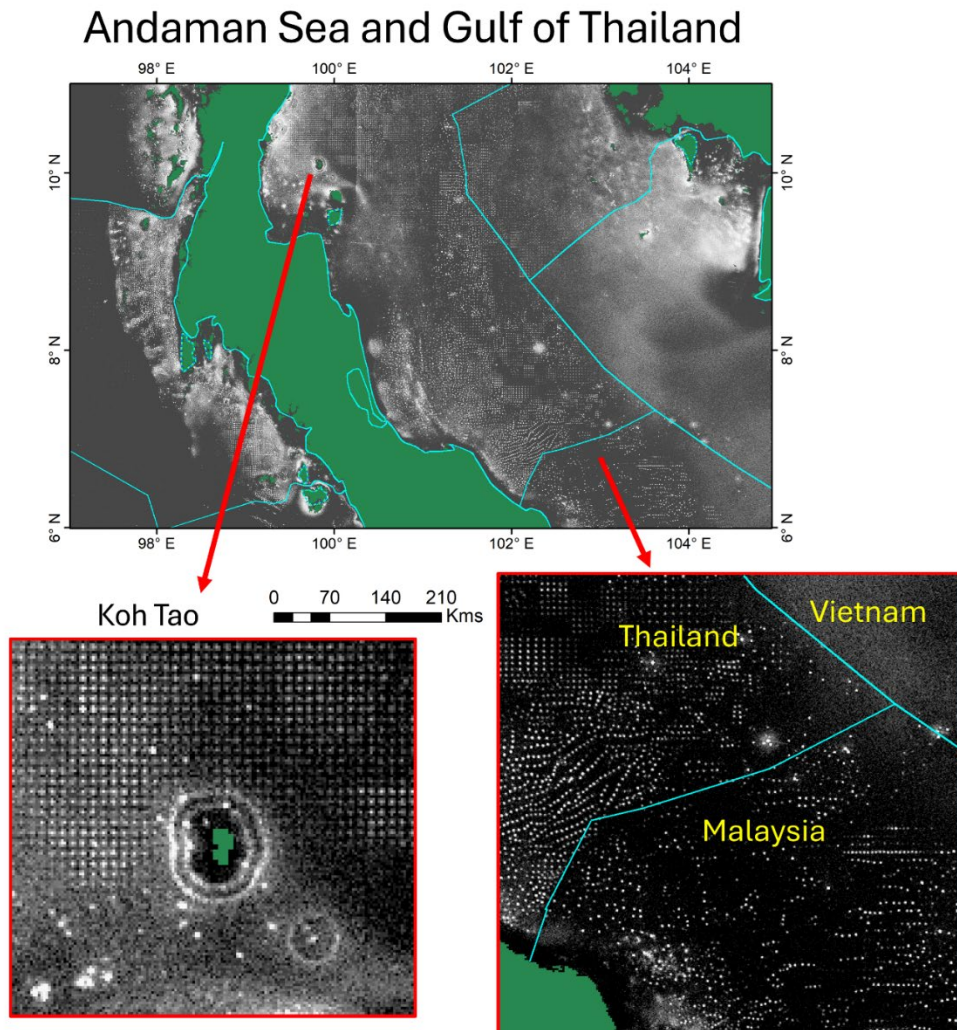 Andaman Sea and Gulf of Thailand
98° E 100° E 102° E 104° E
10° N 10° N
8° N 8° N
6° N 6° N
98° E 100° E 102° E 104° E
Koh Tao
0 70 140 210
Kms
Thailand
Vietnam
Malaysia